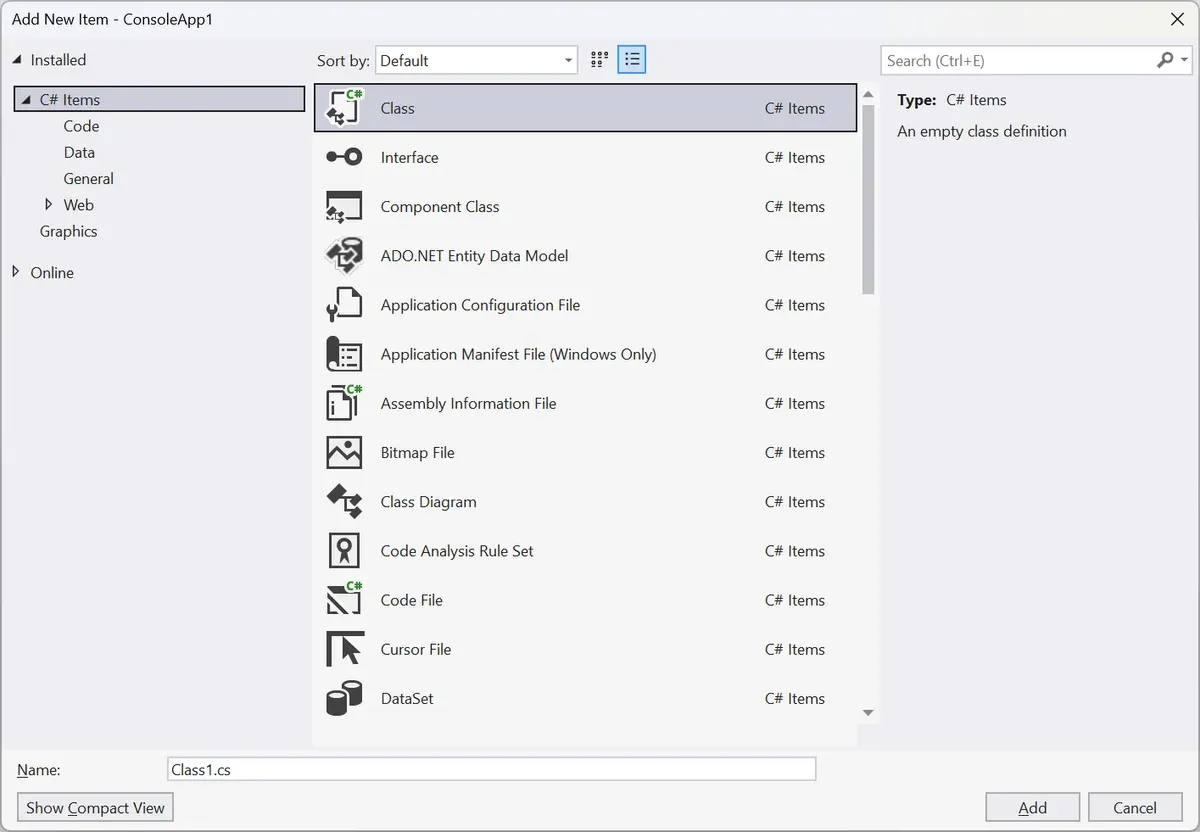 Add New Item - ConsoleApp1
Installed
C# Items
Code
Data
General
Web
Graphics
Online
Sort by: Default
Search (Ctrl+E)
C# Class C# Items
Interface C# Items
Component Class C# Items
ADO.NET Entity Data Model C# Items
Application Configuration File C# Items
Application Manifest File (Windows Only) C# Items
C# Assembly Information File C# Items
Bitmap File C# Items
Class Diagram C# Items
Code Analysis Rule Set C# Items
C# Code File C# Items
Cursor File C# Items
DataSet C# Items
Type: C# Items
An empty class definition
Name: Class1.cs
Show Compact View
Add
Cancel